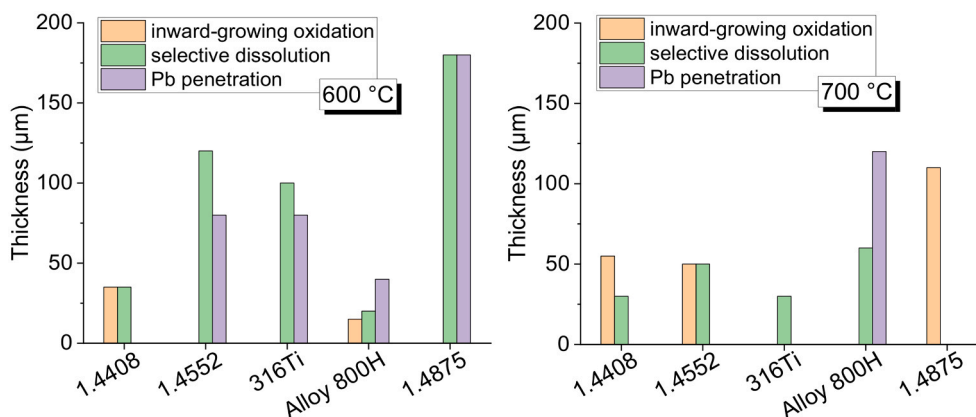 200
150
100
50
0
Thickness (µm)
inward-growing oxidation
selective dissolution
Pb penetration
600 °C
1.4408
1.4552
316Ti
Alloy 800H
1.4875
200
150
100
50
0
Thickness (µm)
inward-growing oxidation
selective dissolution
Pb penetration
700 °C
1.4408
1.4552
316Ti
Alloy 800H
1.4875